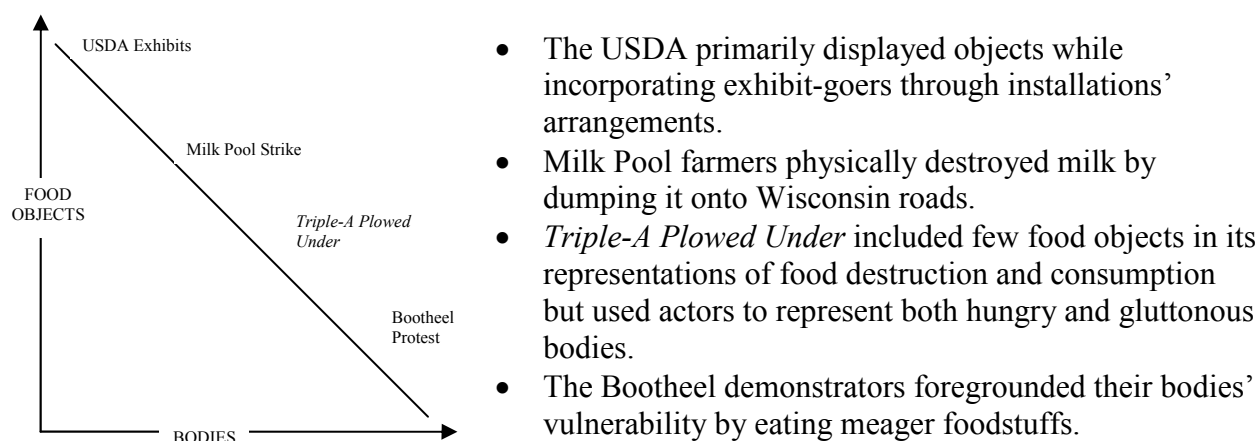 USDA Exhibits
Milk Pool Strike
FOOD
OBJECTS
Triple-A Plowed
Under
Bootheel
Protest
BODIES
• The USDA primarily displayed objects while
incorporating exhibit-goers through installations’
arrangements.
• Milk Pool farmers physically destroyed milk by
dumping it onto Wisconsin roads.
• Triple-A Plowed Under included few food objects in its
representations of food destruction and consumption
but used actors to represent both hungry and gluttonous
bodies.
• The Bootheel demonstrators foregrounded their bodies’
vulnerability by eating meager foodstuffs.